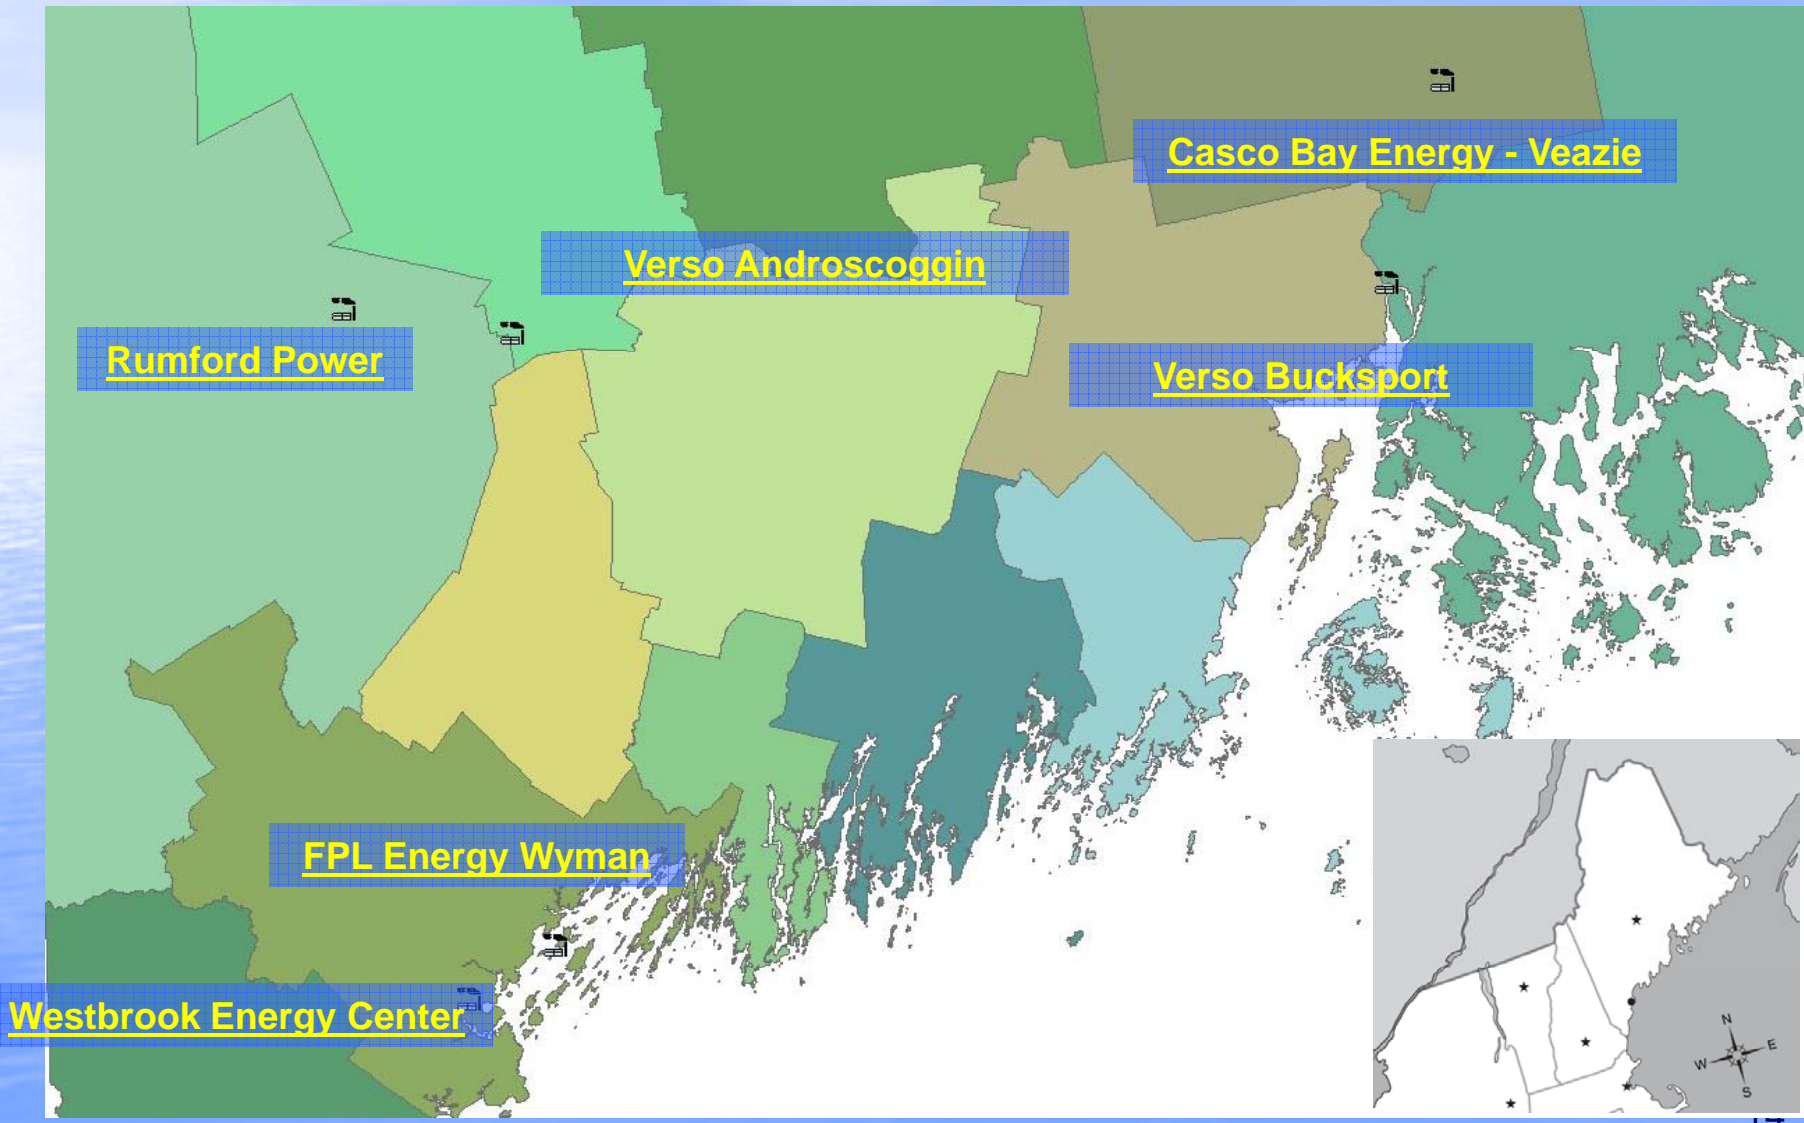 Casco Bay Energy - Veazie
Verso Androscoggin
Rumford Power
Verso Bucksport
FPL Energy Wyman
Westbrook Energy Center
N
W E
S